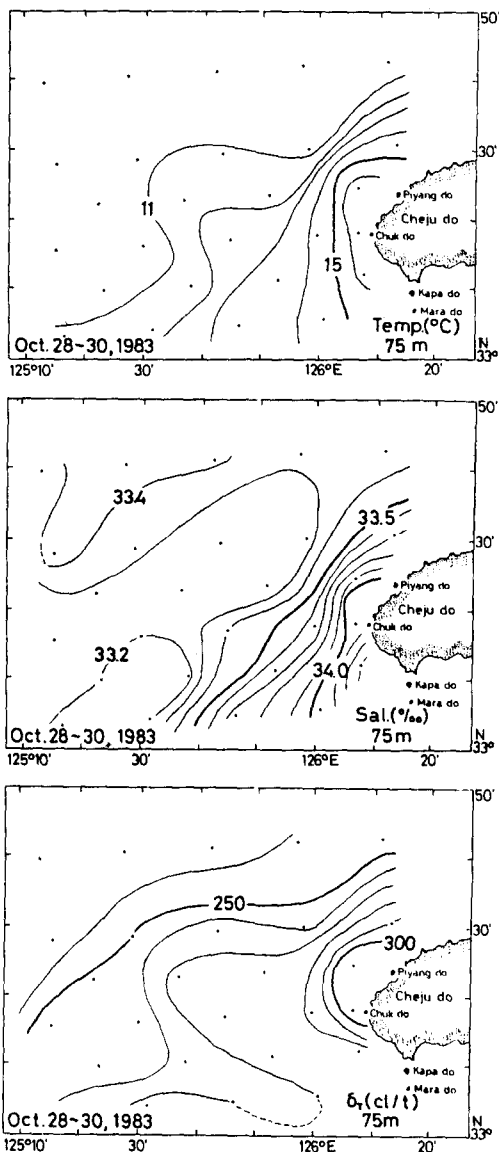 50'
30'
11
Piyang do
Cheju do
Chuk do
15
Kapa do
Mara do
Temp.(°C)
Oct. 28~30, 1983
75 m
N
33°
125°10'
30'
126°E
20'
50'
33.4
33.5
30'
Piyang do
Cheju do
Chuk do
33.2
34.0
Kapa do
Mara do
Sal.(‰)
Oct. 28~30, 1983
75m
N
33°
125°10'
30'
126°E
20'
50'
250
30'
300
Piyang do
Cheju do
Chuk do
Kapa do
Mara do
δT(cl/t)
Oct. 28~30, 1983
75m
N
33°
125°10'
30'
126°E
20'